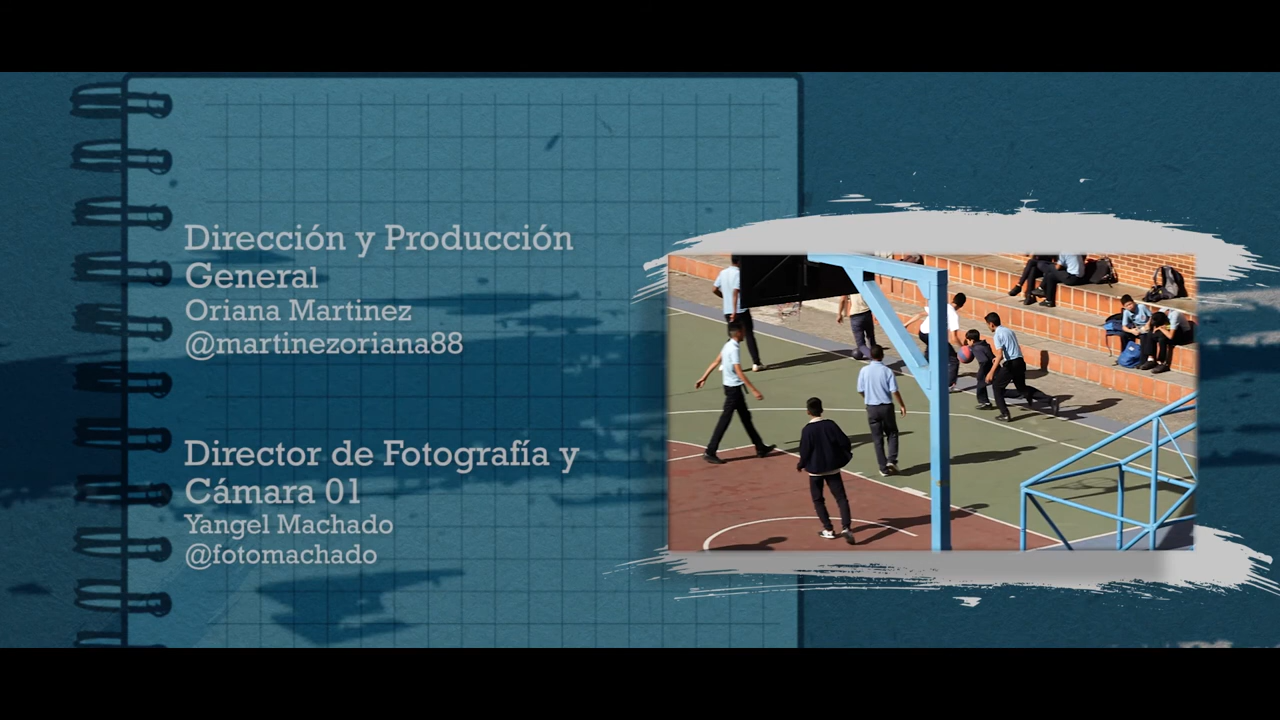 Dirección y Producción
General
Oriana Martinez
@martinezoriana88
Director de Fotografía y
Cámara 01
Yangel Machado
@fotomachado